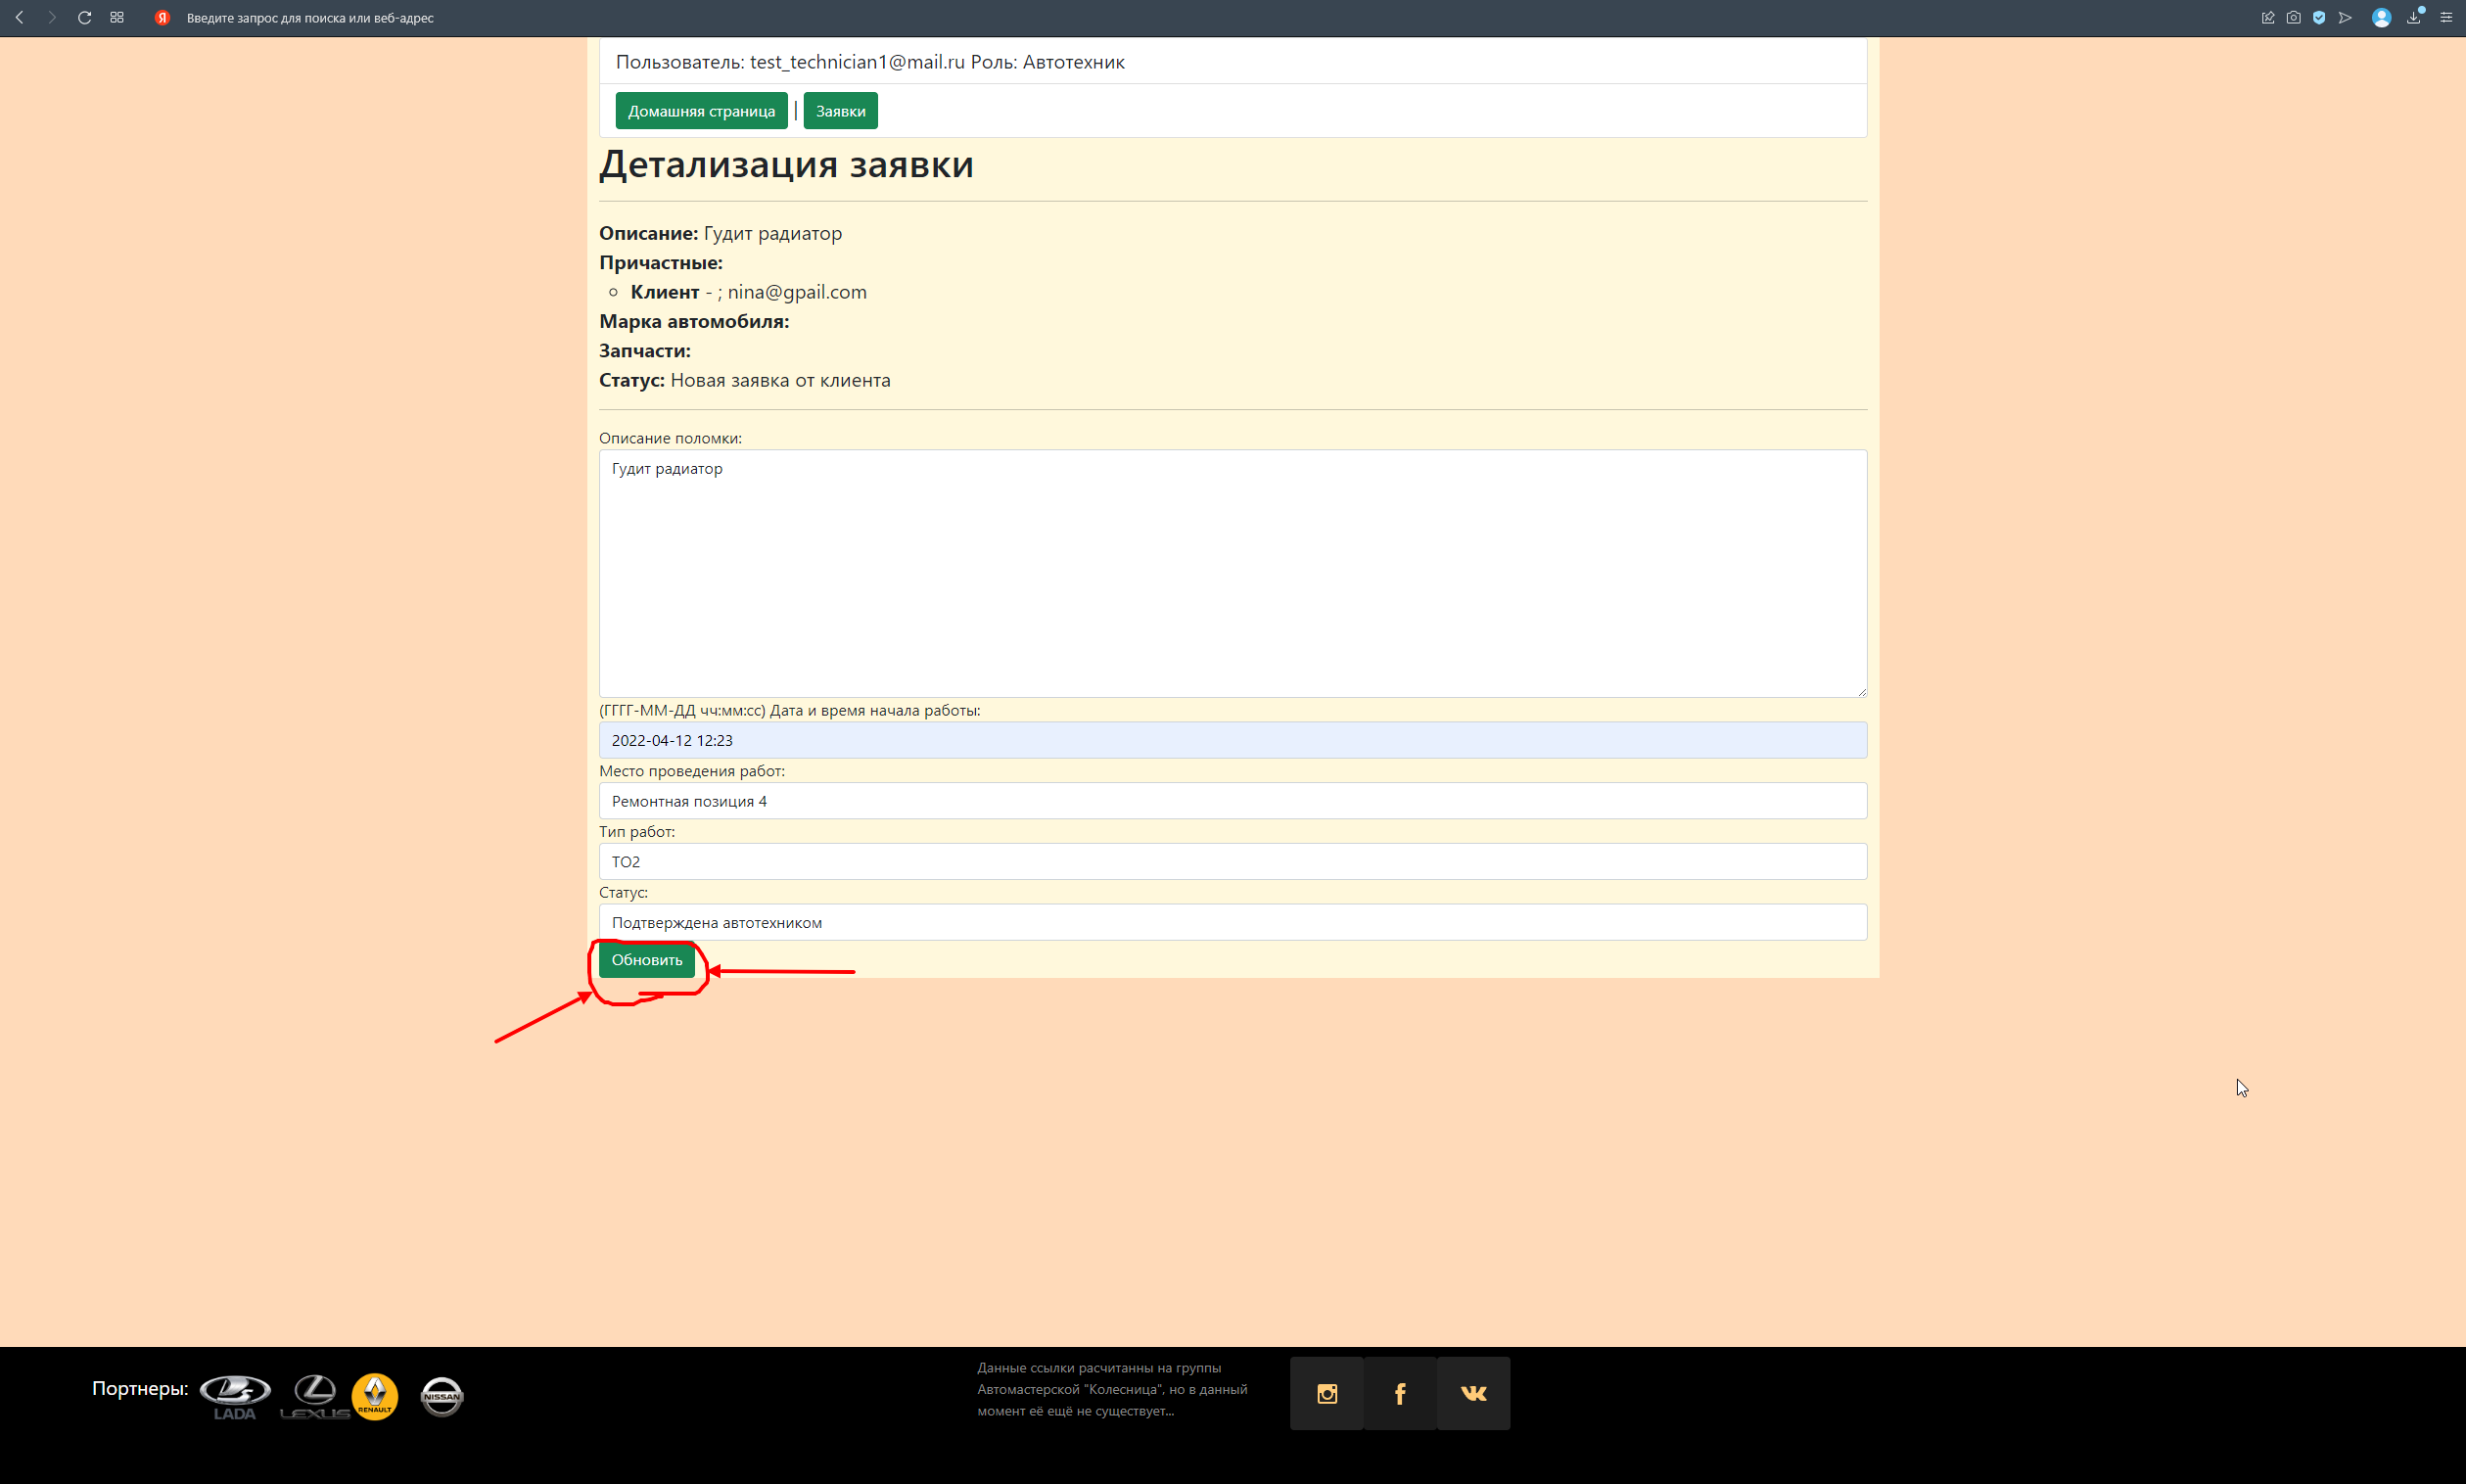 Введите запрос для поиска или веб-адрес
Пользователь: test_technician1@mail.ru Роль: Автотехник
Домашняя страница | Заявки
Детализация заявки
Описание: Гудит радиатор
Причастные:
Клиент - ; nina@gpail.com
Марка автомобиля:
Запчасти:
Статус: Новая заявка от клиента
Описание поломки:
Гудит радиатор
(ГГГГ-ММ-ДД чч:мм:сс) Дата и время начала работы:
2022-04-12 12:23
Место проведения работ:
Ремонтная позиция 4
Тип работ:
ТО2
Статус:
Подтверждена автотехником
Обновить
Партнеры:
LADA
LEXUS
RENAULT
NISSAN
Данные ссылки расчитанны на группы
Автомастерской "Колесница", но в данный
момент её ещё не существует...